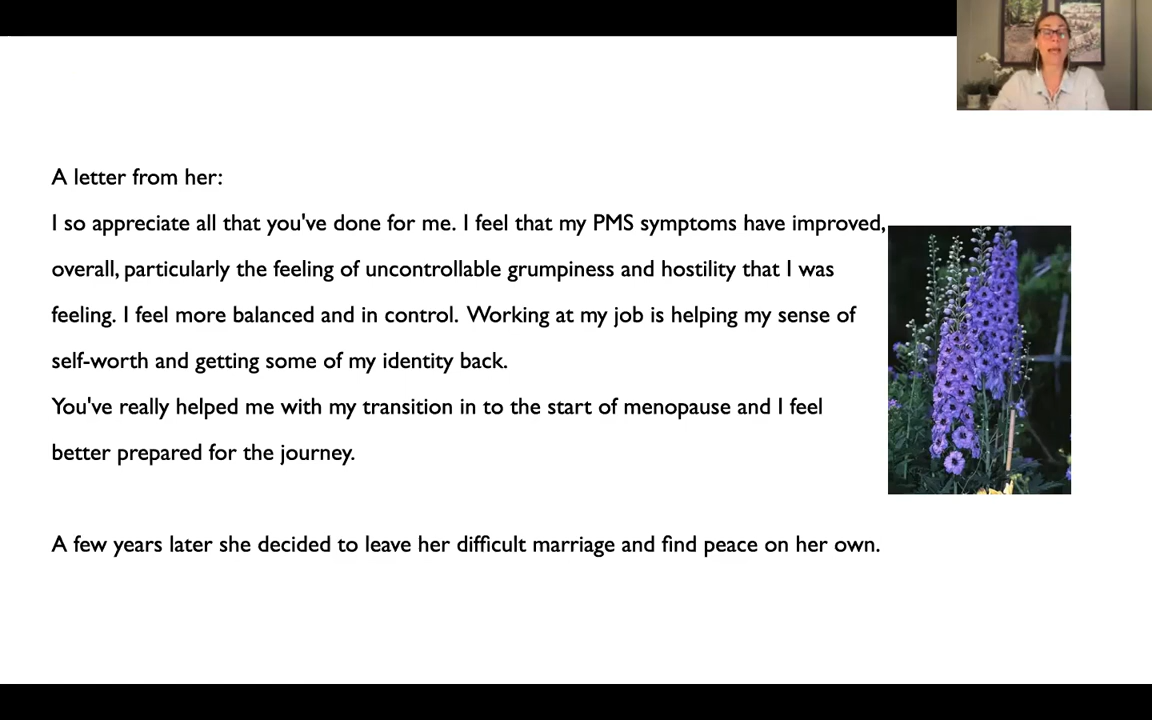 A letter from her:
I so appreciate all that you've done for me. I feel that my PMS symptoms have improved,
overall, particularly the feeling of uncontrollable grumpiness and hostility that I was
feeling. I feel more balanced and in control. Working at my job is helping my sense of
self-worth and getting some of my identity back.
You've really helped me with my transition in to the start of menopause and I feel
better prepared for the journey.
A few years later she decided to leave her difficult marriage and find peace on her own.